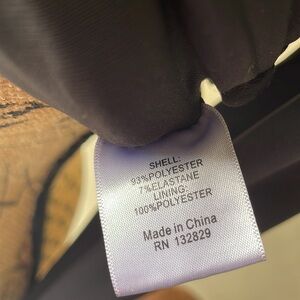 SHELL:
93%POLYESTER
7%ELASTANE
LINING:
100%POLYESTER
Made in China
RN 132829